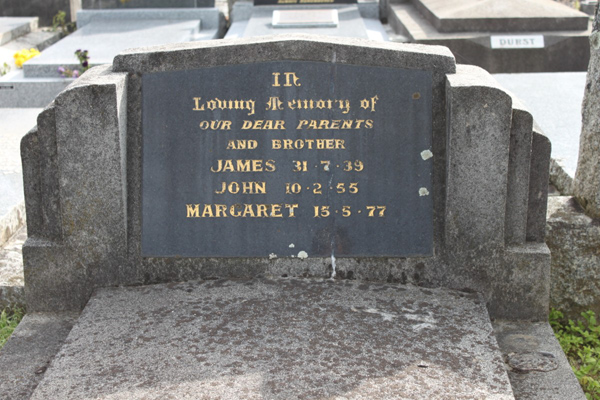 DURST
In
Loving Memory of
OUR DEAR PARENTS
AND BROTHER
JAMES 31·7·39
JOHN 10·2·55
MARGARET 15·5·77